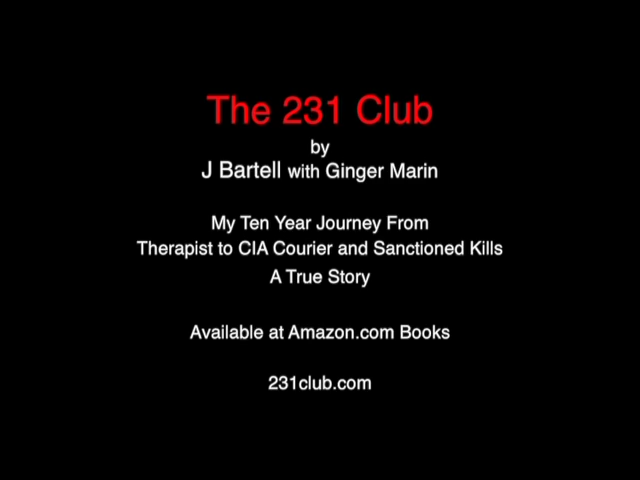 The 231 Club
by
J Bartell with Ginger Marin
My Ten Year Journey From
Therapist to CIA Courier and Sanctioned Kills
A True Story
Available at Amazon.com Books
231club.com